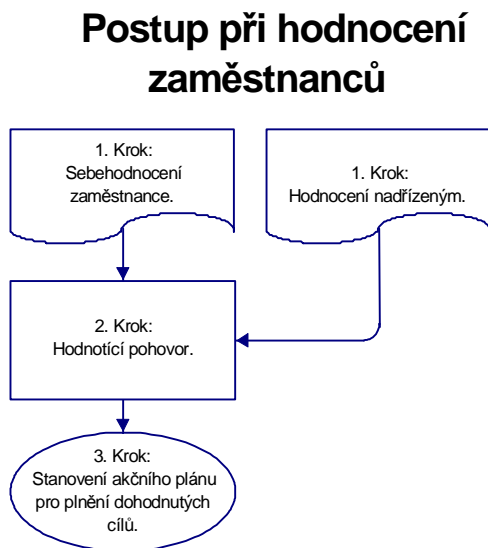 Postup při hodnocení
zaměstnanců
1. Krok:
Sebehodnocení
zaměstnance.
1. Krok:
Hodnocení nadřízeným.
2. Krok:
Hodnotící pohovor.
3. Krok:
Stanovení akčního plánu
pro plnění dohodnutých
cílů.